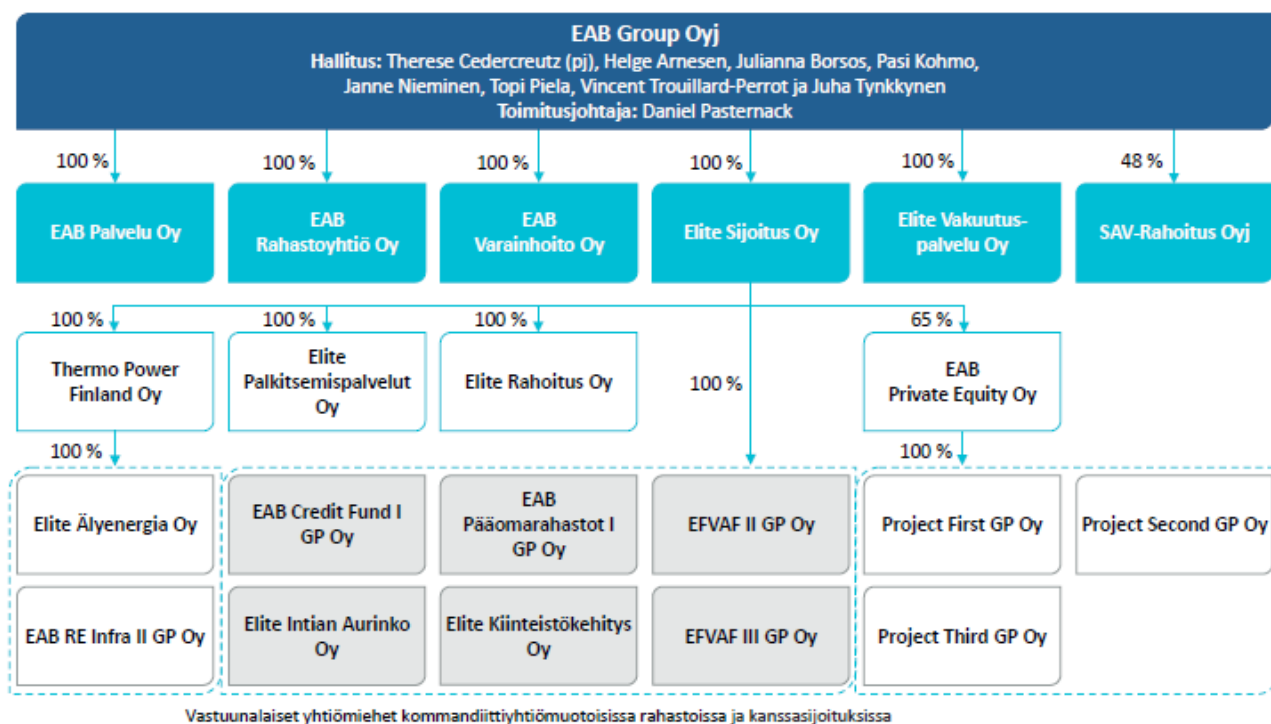 EAB Group Oyj
Hallitus: Therese Cedercreutz (pj), Helge Arnesen, Julianna Borsos, Pasi Kohmo,
Janne Nieminen, Topi Piela, Vincent Trouillard-Perrot ja Juha Tynkkynen
Toimitusjohtaja: Daniel Pasternack
100 %
100 %
100 %
100 %
100 %
48 %
EAB Palvelu Oy
EAB
Rahastoyhtiö Oy
EAB
Varainhoito Oy
Elite Sijoitus Oy
Elite Vakuutus-
palvelu Oy
SAV-Rahoitus Oyj
100 %
100 %
100 %
65 %
Thermo Power
Finland Oy
Elite
Palkitsemispalvelut
Oy
Elite Rahoitus Oy
100 %
EAB
Private Equity Oy
100 %
100 %
Elite Älyenergia Oy
EAB Credit Fund I
GP Oy
EAB
Pääomarahastot I
GP Oy
EFVAF II GP Oy
Project First GP Oy
Project Second GP Oy
EAB RE Infra II GP Oy
Elite Intian Aurinko
Oy
Elite Kiinteistökehitys
Oy
EFVAF III GP Oy
Project Third GP Oy
Vastuunalaiset yhtiömiehet kommandiittiyhtiömuotoisissa rahastoissa ja kanssasijoituksissa